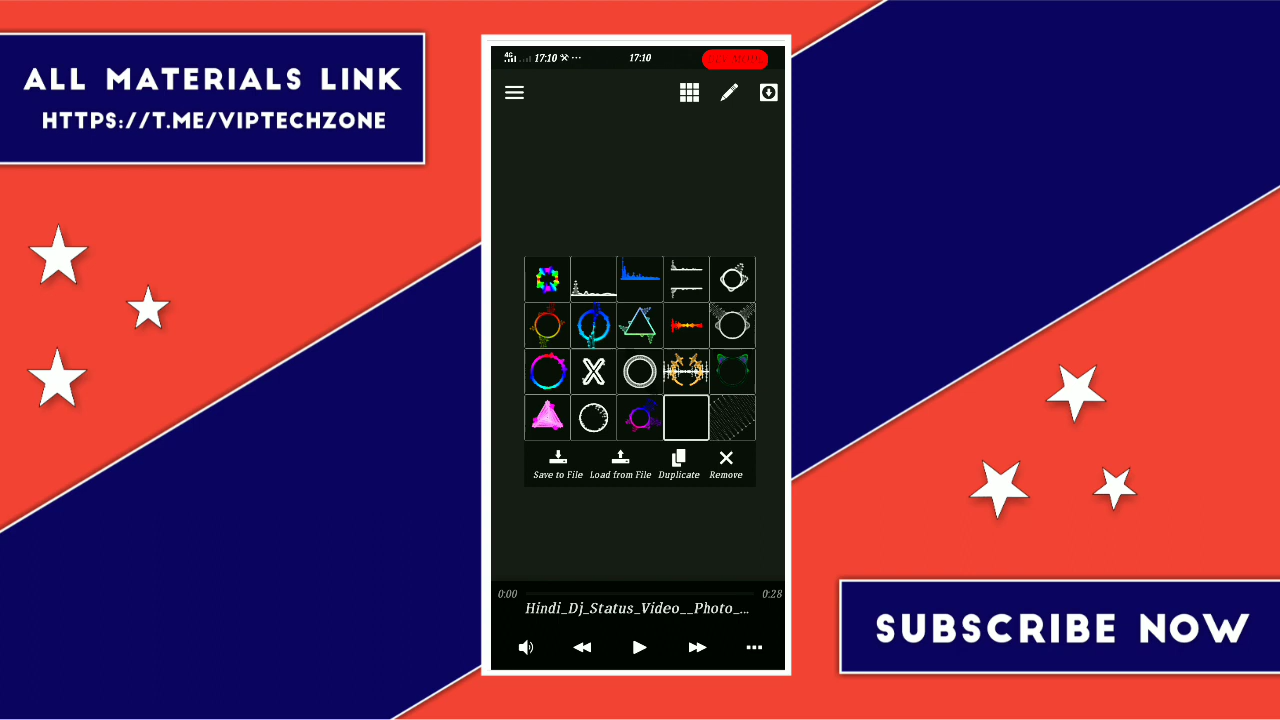 ALL MATERIALS LINK
HTTPS://T.ME/VIPTECHZONE
4G 17:10 17:10
Save to File Load from File Duplicate Remove
0:00 0:28
Hindi_Dj_Status_Video__Photo_...
SUBSCRIBE NOW